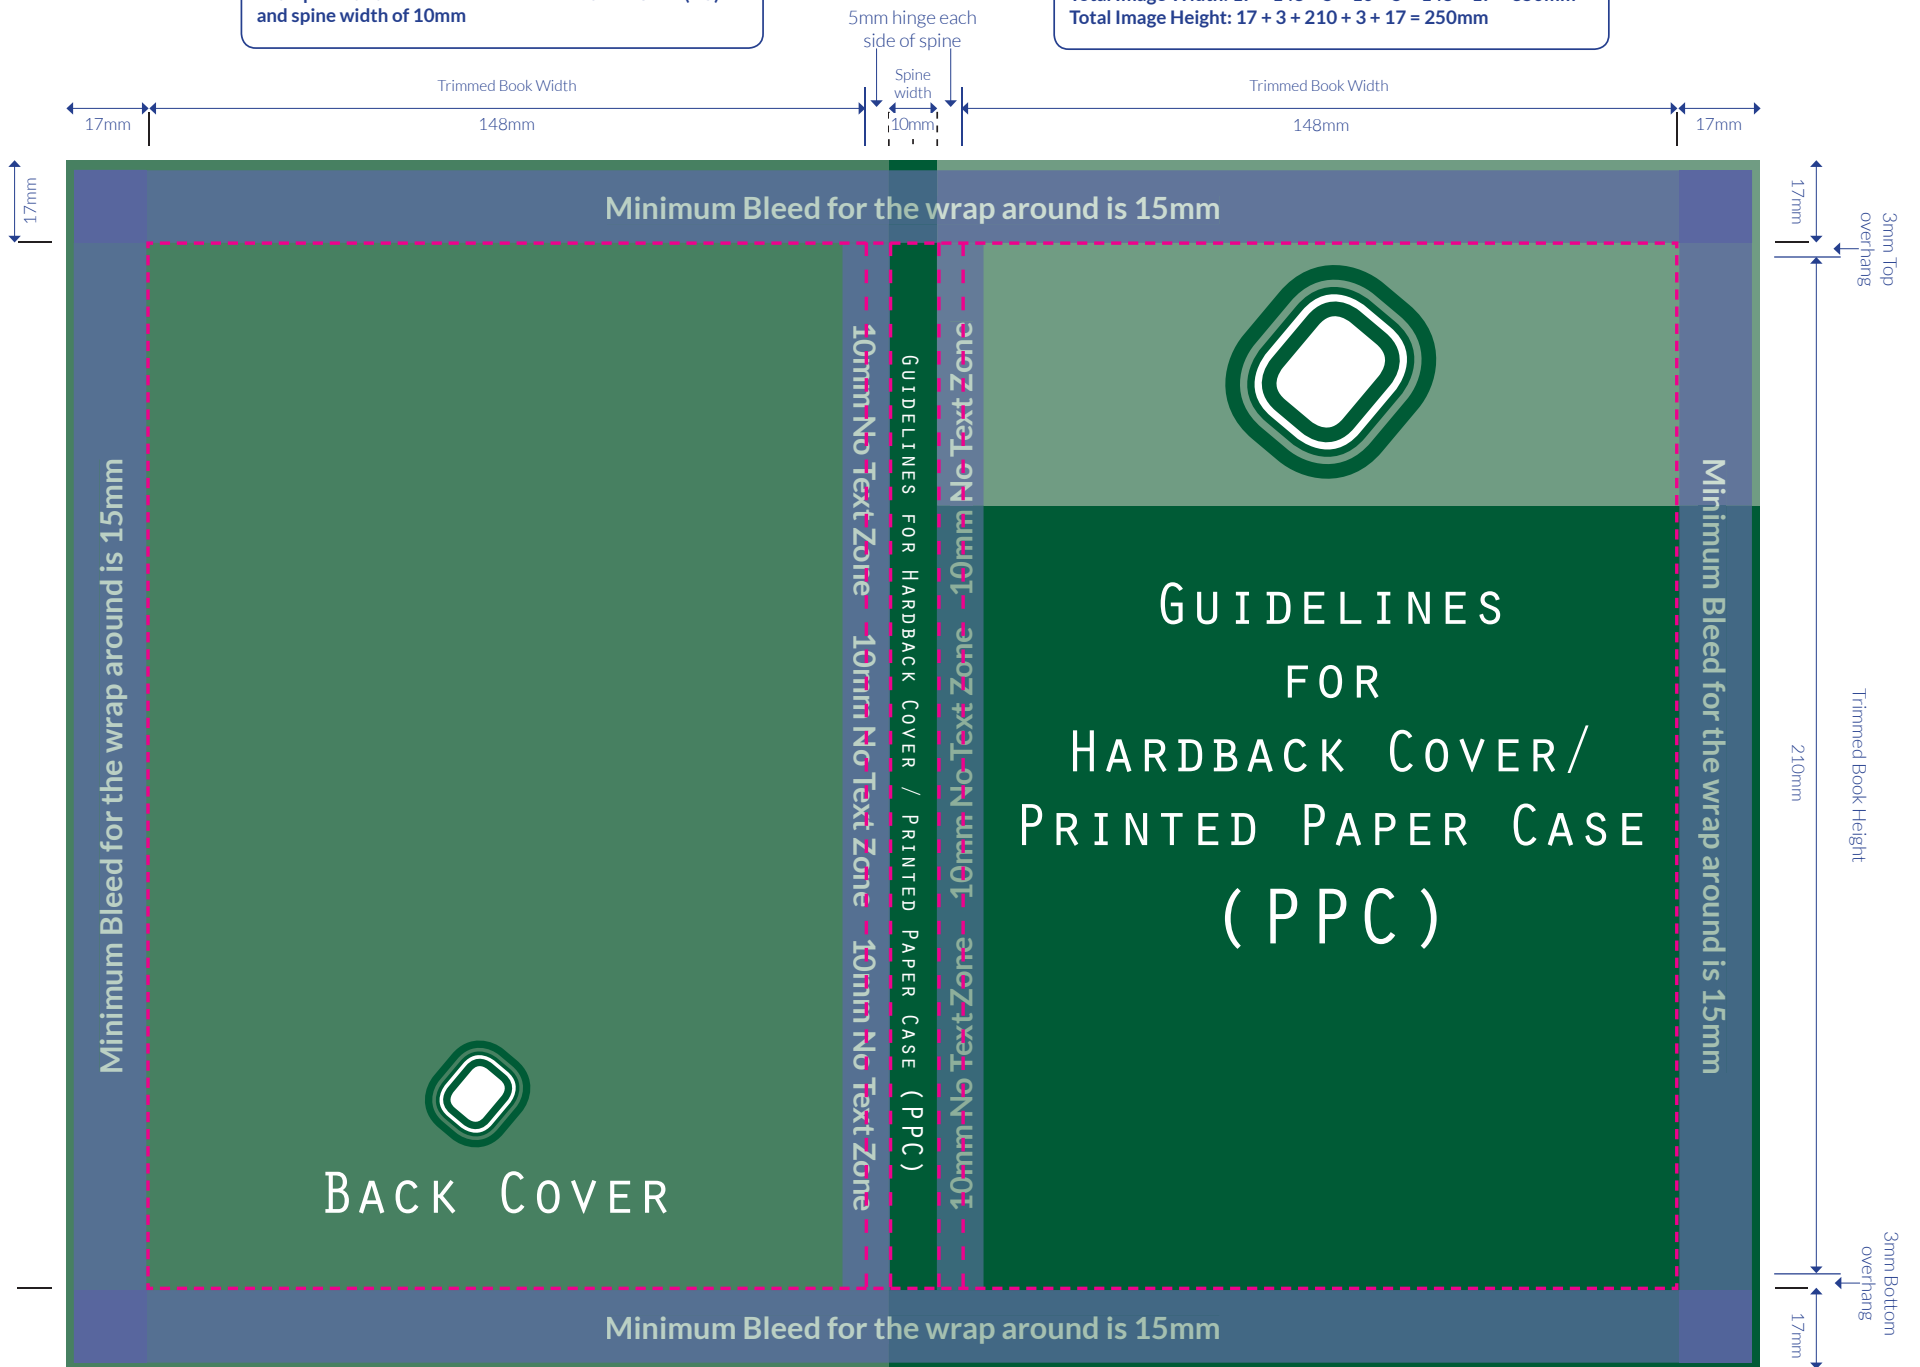 and spine width of 10mm
5mm hinge each
side of spine
Total Image Height: 17 + 3 + 210 + 3 + 17 = 250mm
Trimmed Book Width
Spine
width
Trimmed Book Width
17mm
148mm
10mm
148mm
17mm
17mm
Minimum Bleed for the wrap around is 15mm
17mm
3mm Top
overhang
Minimum Bleed for the wrap around is 15mm
10mm No Text Zone 10mm No Text Zone 10mm No Text Zone
GUIDELINES FOR HARDBACK COVER / PRINTED PAPER CASE (PPC)
10mm No Text Zone 10mm No Text Zone 10mm No Text Zone
GUIDELINES
FOR
HARDBACK COVER/
PRINTED PAPER CASE
(PPC)
Minimum Bleed for the wrap around is 15mm
210mm
Trimmed Book Height
BACK COVER
3mm Bottom
overhang
Minimum Bleed for the wrap around is 15mm
17mm